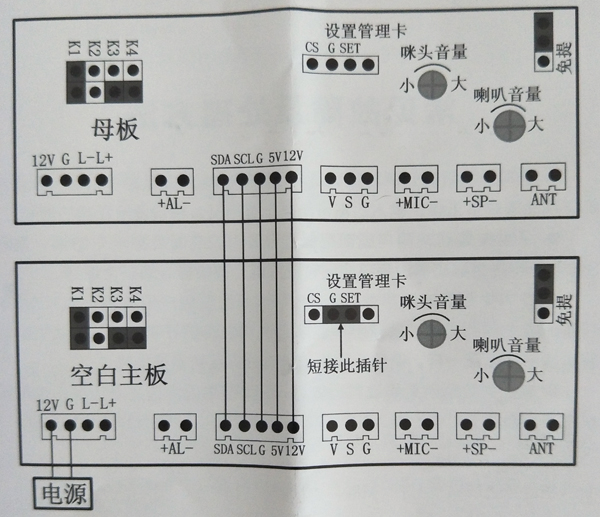 设置管理卡
K1 K2 K3 K4
CS G SET
咪头音量
小 大
免提
喇叭音量
小 大
母板
12V G L-L+
SDA SCL G 5V 12V
+AL-
V S G
+MIC-
+SP-
ANT
设置管理卡
K1 K2 K3 K4
CS G SET
咪头音量
小 大
免提
短接此插针
喇叭音量
小 大
空白主板
12V G L-L+
+AL-
SDA SCL G 5V 12V
V S G
+MIC-
+SP-
ANT
电源